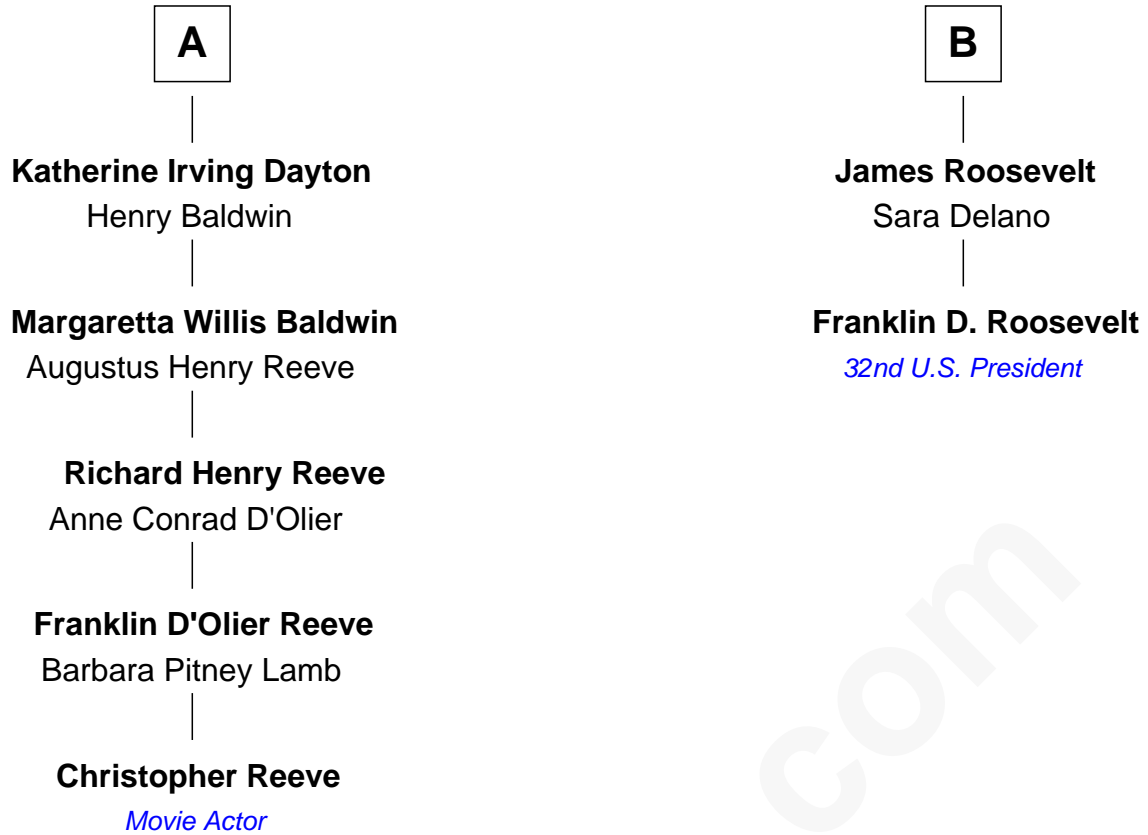 A
Katherine Irving Dayton
Henry Baldwin
Margaretta Willis Baldwin
Augustus Henry Reeve
Richard Henry Reeve
Anne Conrad D'Olier
Franklin D'Olier Reeve
Barbara Pitney Lamb
Christopher Reeve
Movie Actor
B
James Roosevelt
Sara Delano
Franklin D. Roosevelt
32nd U.S. President
com